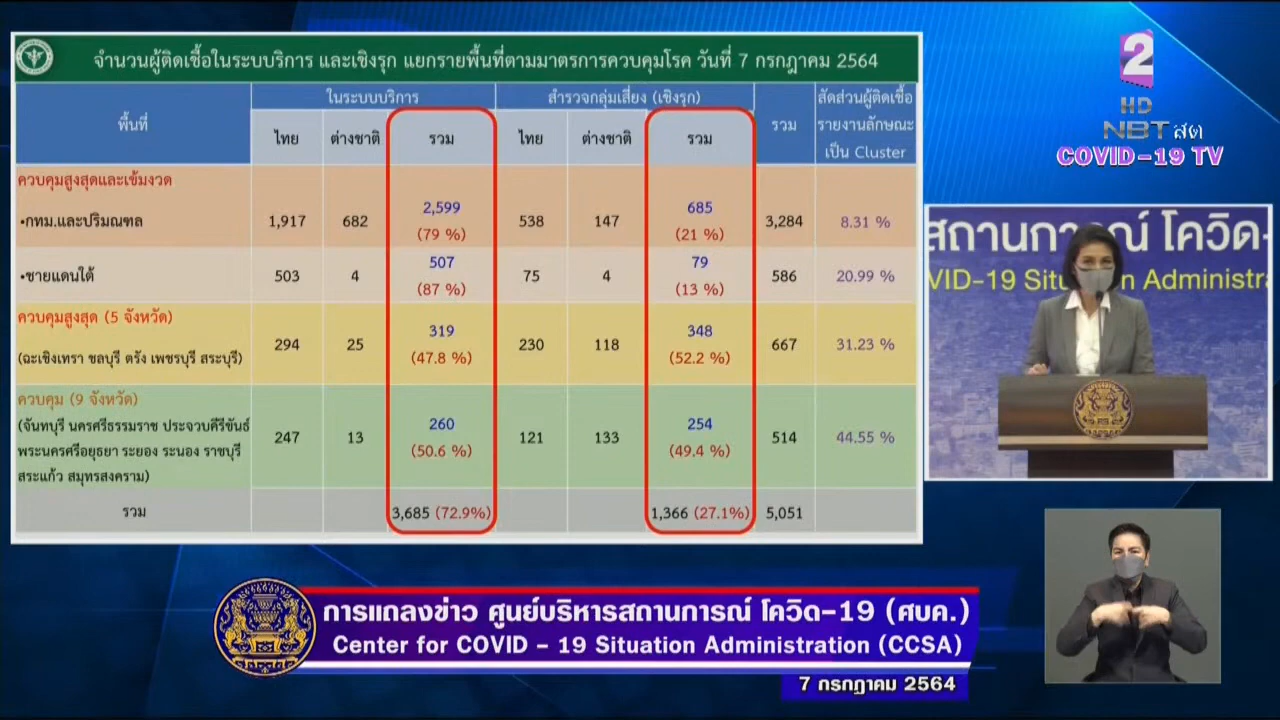 จำนวนผู้ติดเชื้อในระบบริการ และเชิงรุก แยกรายพื้นที่ตามมาตรการควบคุมโรค วันที่ 7 กรกฎาคม 2564
พื้นที่ ในระบบบริการ สำรวจกลุ่มเสี่ยง (เชิงรุก) รวม สัดส่วนผู้ติดเชื้อ
รายงานลักษณะ
เป็น Cluster
ไทย ต่างชาติ รวม ไทย ต่างชาติ รวม
ควบคุมสูงสุดและเข้มงวด
•กทม.และปริมณฑล 1,917 682 2,599 538 147 685 3,284 8.31 %
(79 %) (21 %)
•ชายแดนใต้ 503 4 507 75 4 79 586 20.99 %
(87 %) (13 %)
ควบคุมสูงสุด (5 จังหวัด)
(ฉะเชิงเทรา ชลบุรี ตรัง เพชรบุรี สระบุรี) 294 25 319 230 118 348 667 31.23 %
(47.8 %) (52.2 %)
ควบคุม (9 จังหวัด)
(จันทบุรี นครศรีธรรมราช ประจวบคีรีขันธ์
พระนครศรีอยุธยา ระยอง ระนอง ราชบุรี
สระแก้ว สมุทรสงคราม) 247 13 260 121 133 254 514 44.55 %
(50.6 %) (49.4 %)
รวม 3,685 (72.9%) 1,366 (27.1%) 5,051
2
HD
NBT สด
COVID-19 TV
สถานการณ์ โควิด-
VID-19 Situation Administra
การแถลงข่าว ศูนย์บริหารสถานการณ์ โควิด-19 (ศบค.)
Center for COVID - 19 Situation Administration (CCSA)
7 กรกฎาคม 2564